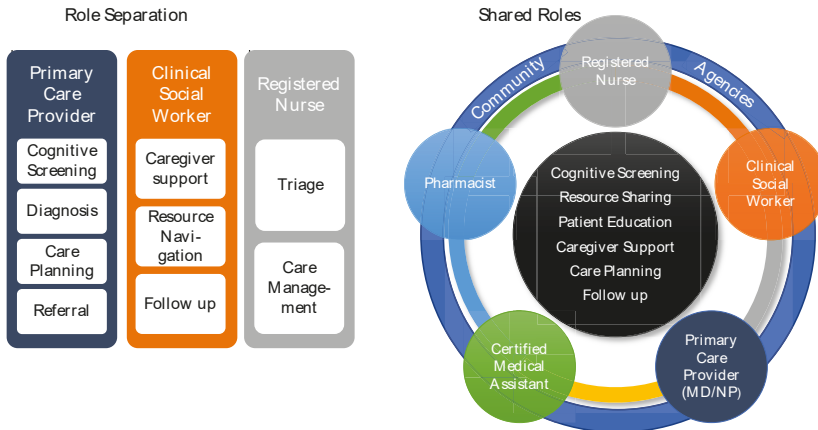 Role Separation
Primary
Care
Provider
Cognitive
Screening
Diagnosis
Care
Planning
Referral
Clinical
Social
Worker
Caregiver
support
Resource
Navi-
gation
Follow up
Registered
Nurse
Triage
Care
Manage-
ment
Shared Roles
Community
Agencies
Registered
Nurse
Pharmacist
Clinical
Social
Worker
Cognitive Screening
Resource Sharing
Patient Education
Caregiver Support
Care Planning
Follow up
Certified
Medical
Assistant
Primary
Care
Provider
(MD/NP)